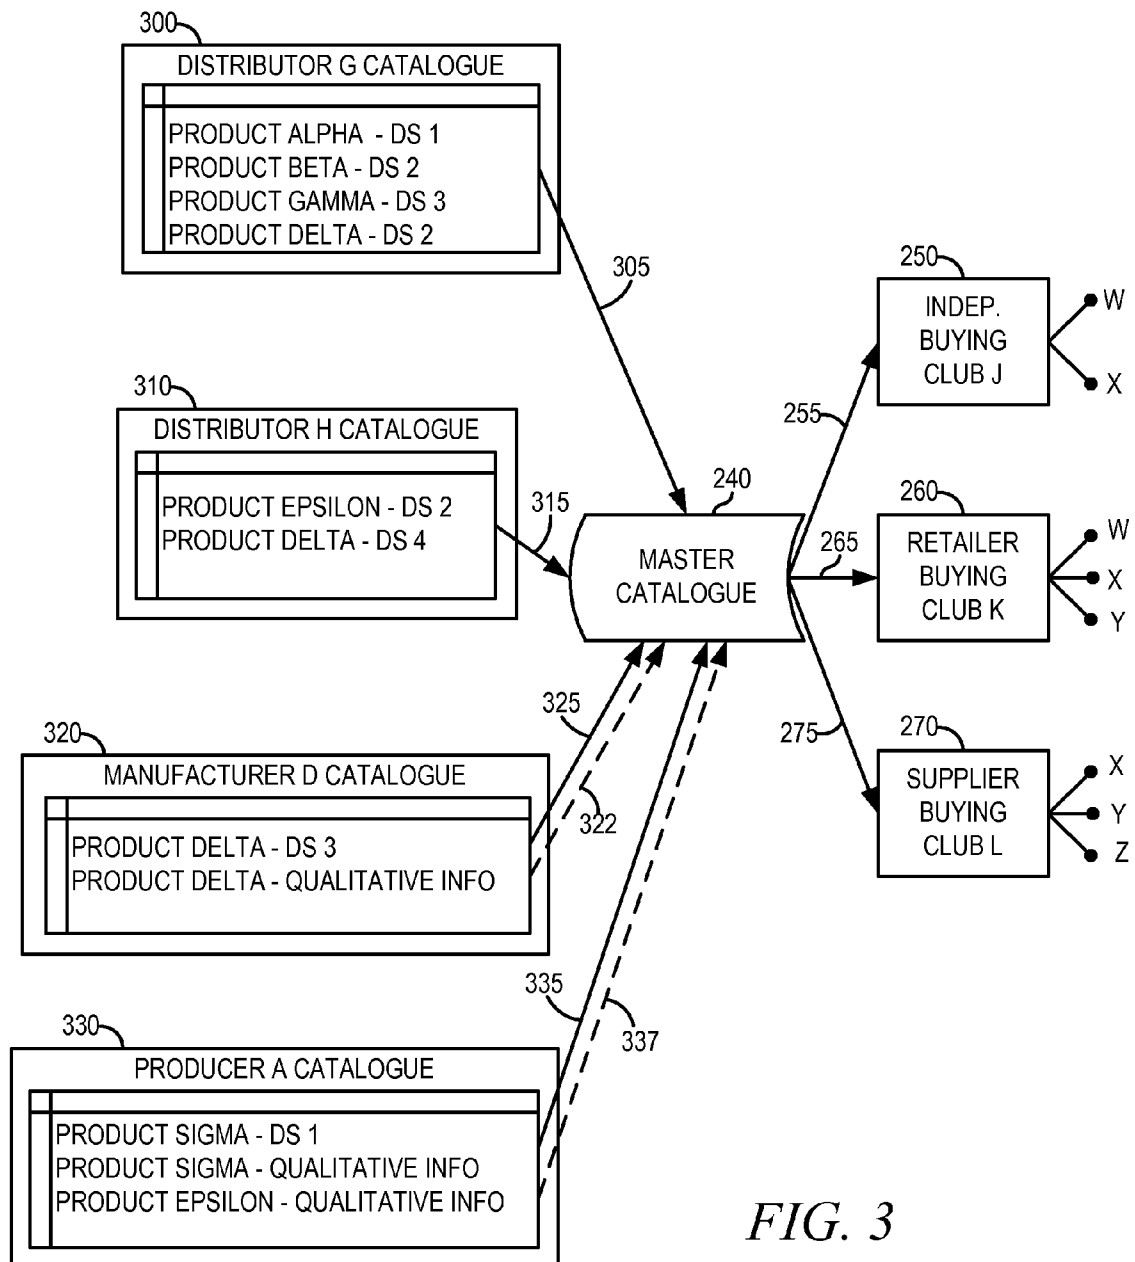 300
DISTRIBUTOR G CATALOGUE
PRODUCT ALPHA - DS 1
PRODUCT BETA - DS 2
PRODUCT GAMMA - DS 3
PRODUCT DELTA - DS 2
305
310
DISTRIBUTOR H CATALOGUE
PRODUCT EPSILON - DS 2
PRODUCT DELTA - DS 4
315
320
MANUFACTURER D CATALOGUE
PRODUCT DELTA - DS 3
PRODUCT DELTA - QUALITATIVE INFO
325
322
330
PRODUCER A CATALOGUE
PRODUCT SIGMA - DS 1
PRODUCT SIGMA - QUALITATIVE INFO
PRODUCT EPSILON - QUALITATIVE INFO
335
337
240
MASTER
CATALOGUE
255
265
275
250
INDEP.
BUYING
CLUB J
W
X
260
RETAILER
BUYING
CLUB K
W
X
Y
270
SUPPLIER
BUYING
CLUB L
X
Y
Z
FIG. 3